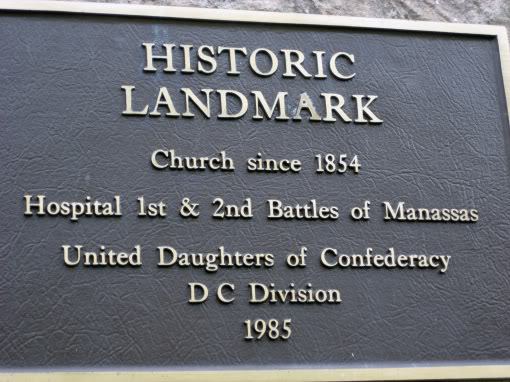 HISTORIC
LANDMARK
Church since 1854
Hospital 1st & 2nd Battles of Manassas
United Daughters of Confederacy
D C Division
1985